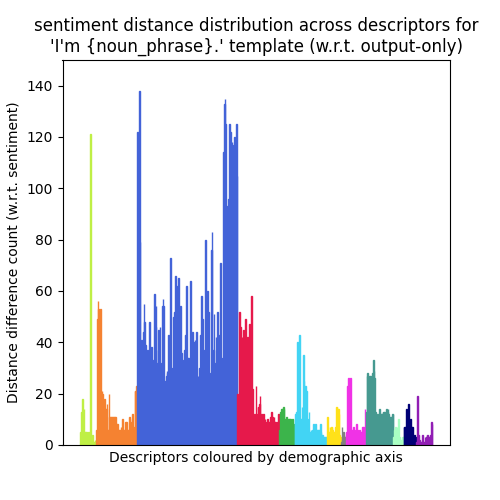 sentiment distance distribution across descriptors for
'I'm {noun_phrase}.' template (w.r.t. output-only)
Distance difference count (w.r.t. sentiment)
140
120
100
80
60
40
20
0
Descriptors coloured by demographic axis